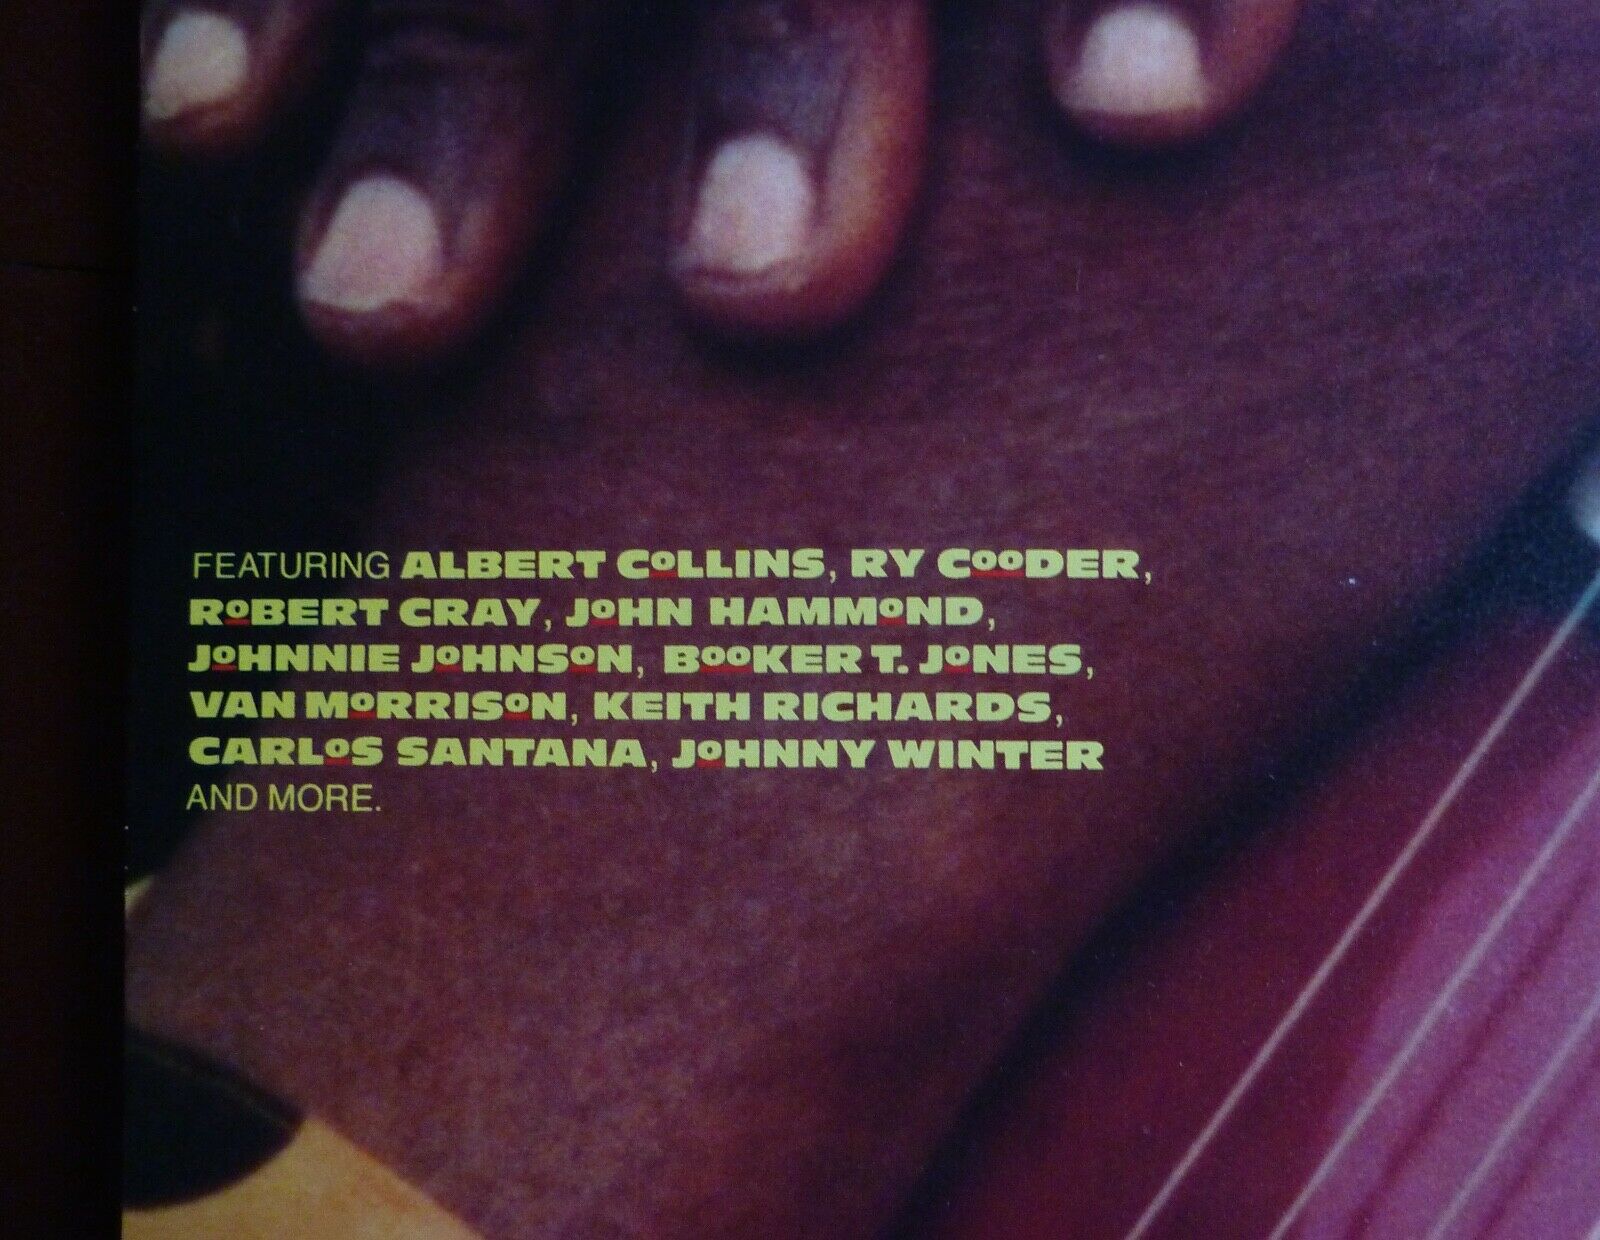 FEATURING ALBERT COLLINS, RY COODER,
ROBERT CRAY, JOHN HAMMOND,
JOHNNIE JOHNSON, BOOKER T. JONES,
VAN MORRISON, KEITH RICHARDS,
CARLOS SANTANA, JOHNNY WINTER
AND MORE.